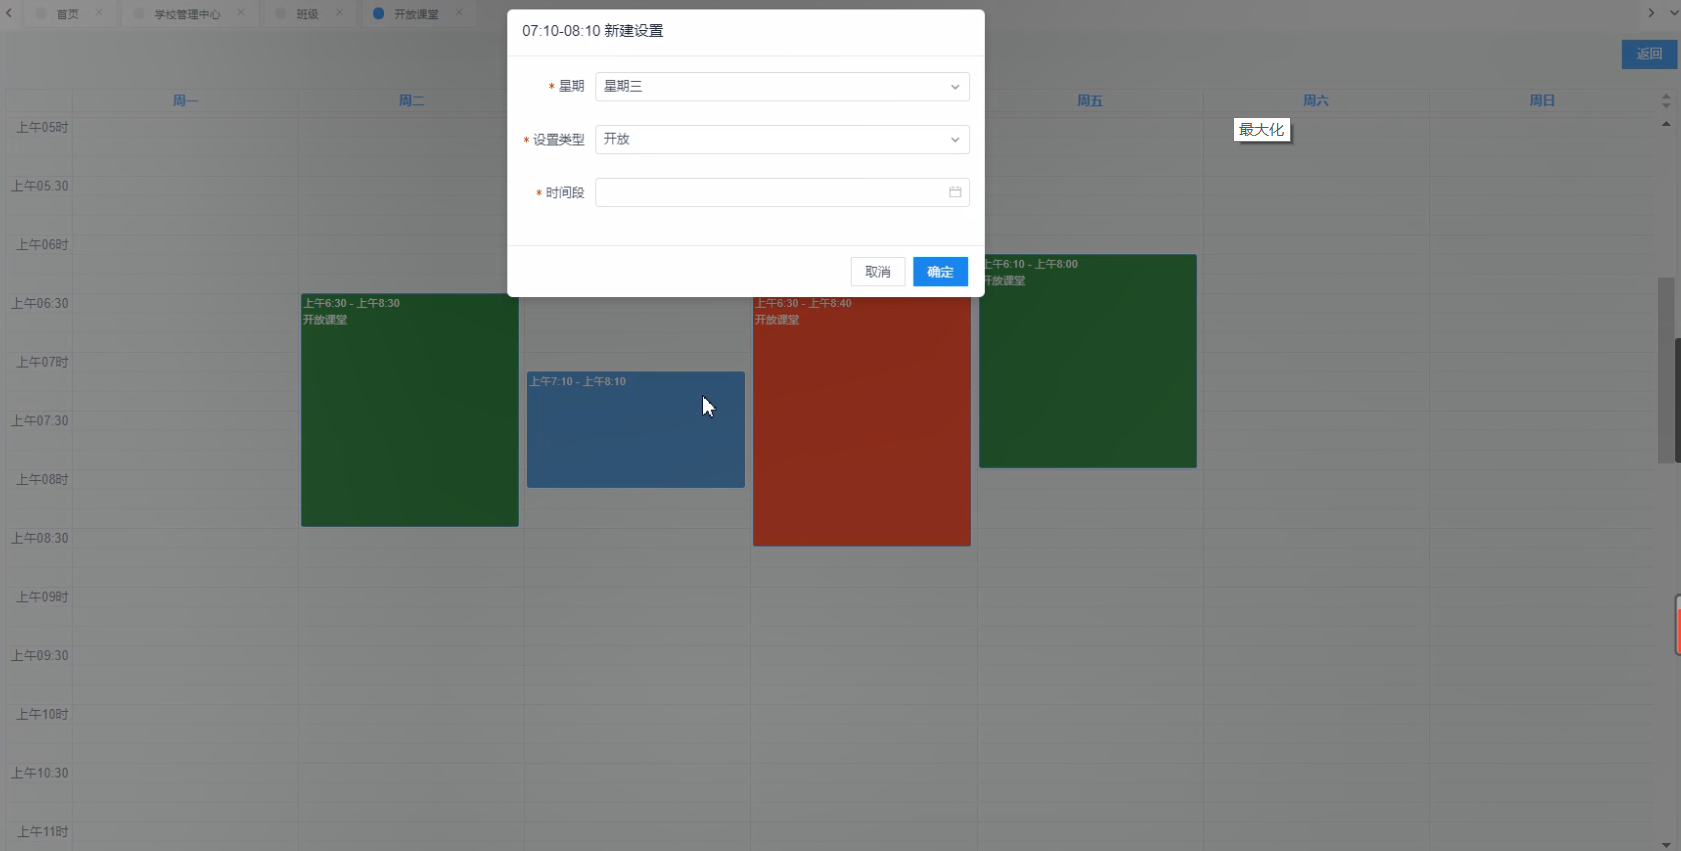 首页
学校管理中心
班级
开放课堂
07:10-08:10 新建设置
* 星期
星期三
* 设置类型
开放
* 时间段
取消
确定
返回
周一
周二
周五
周六
周日
最大化
上午05时
上午05:30
上午06时
上午06:30
上午07时
上午07:30
上午08时
上午08:30
上午09时
上午09:30
上午10时
上午10:30
上午11时
上午6:30 - 上午8:30
开放课堂
上午7:10 - 上午8:10
上午6:30 - 上午8:40
开放课堂
上午6:10 - 上午8:00
开放课堂